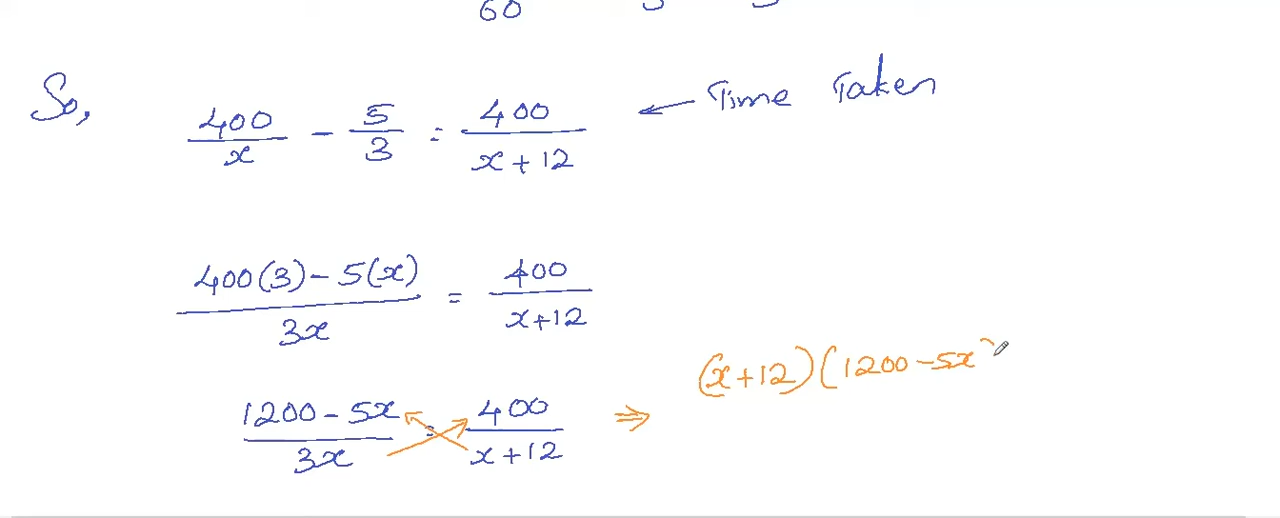 60
So,
400/x - 5/3 = 400/(x+12) ← Time Taken
(400(3) - 5(x))/3x = 400/(x+12)
(1200 - 5x)/3x = 400/(x+12) ⇒ (x+12)(1200-5x